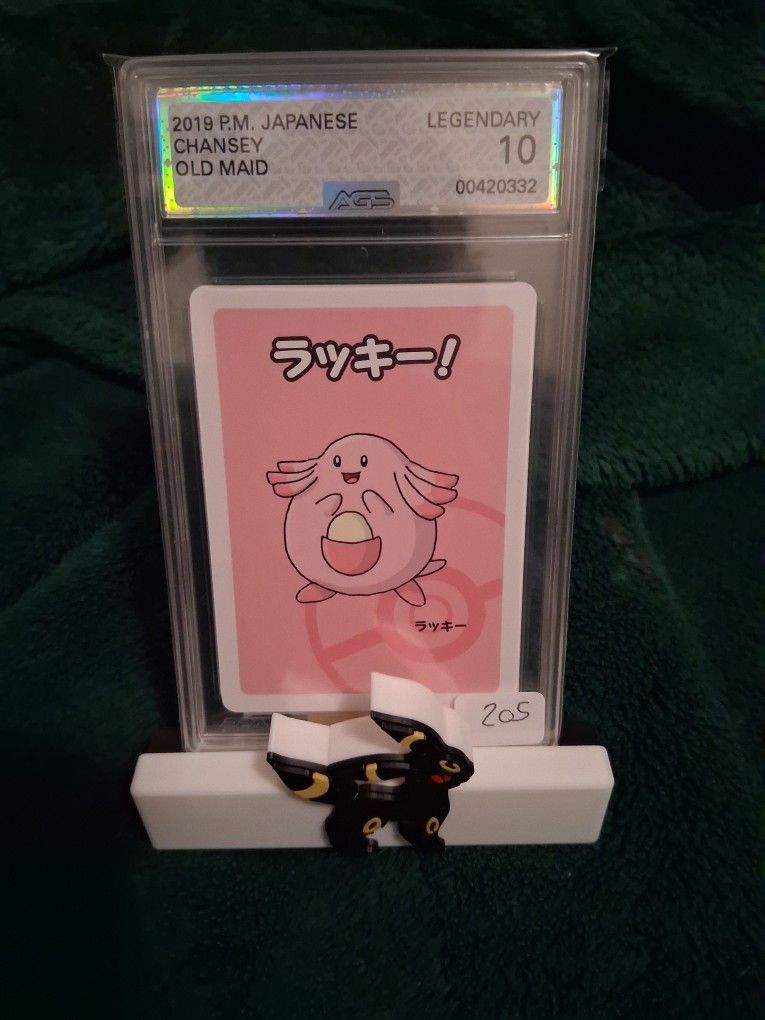 2019 P.M. JAPANESE LEGENDARY
CHANSEY 10
OLD MAID 00420332
AGS
ラッキー!
ラッキー
205